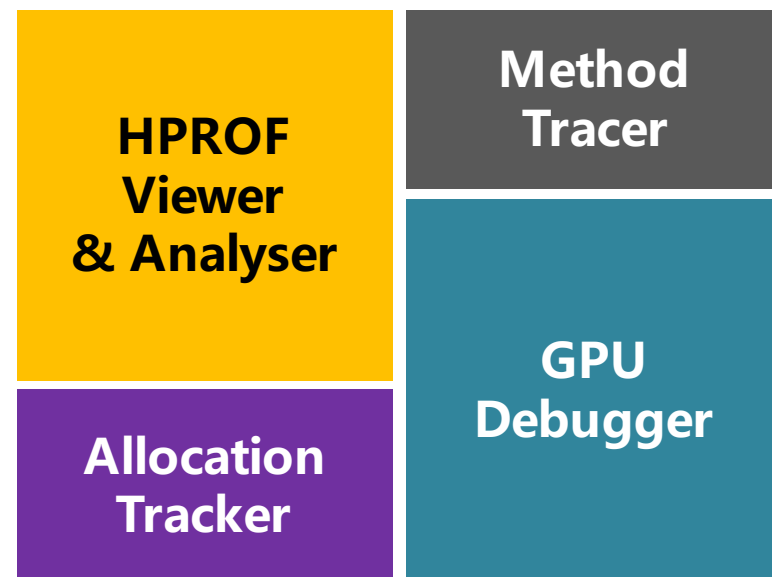 HPROF
Viewer
& Analyser
Method
Tracer
Allocation
Tracker
GPU
Debugger